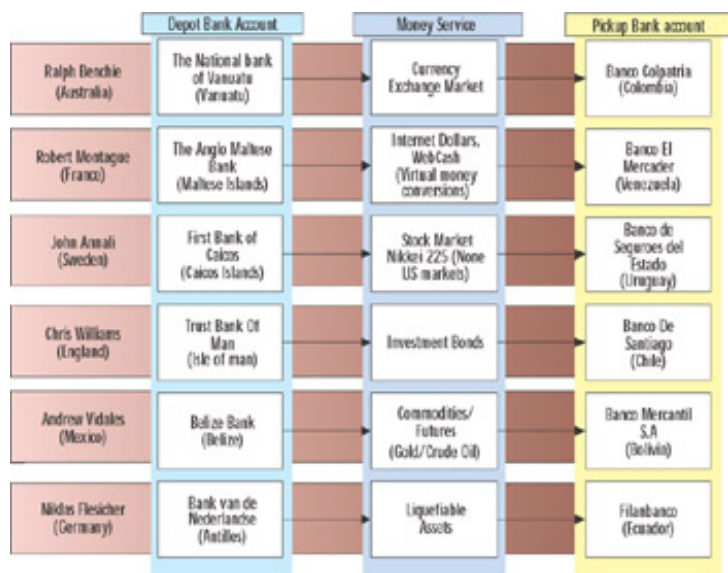 Depot Bank Account
Money Service
Pickup Bank account
Ralph Benchie
(Australia)
The National bank
of Vanuatu
(Vanuatu)
Currency
Exchange Market
Banco Colpatria
(Colombia)
Robert Montague
(France)
The Anglo Maltese
Bank
(Maltese Islands)
Internet Dollars,
WebCash
(Virtual money
conversions)
Banco El
Mercader
(Venezuela)
John Annali
(Sweden)
First Bank of
Caicos
(Caicos Islands)
Stock Market
Nikkei 225 (None
US markets)
Banco de
Seguroes del
Estado
(Uruguay)
Chris Williams
(England)
Trust Bank Of
Man
(Isle of man)
Investment Bonds
Banco De
Santiago
(Chile)
Andrew Vidales
(Mexico)
Belize Bank
(Belize)
Commodities/
Futures
(Gold/Crude Oil)
Banco Mercantil
S.A
(Bolivia)
Niklas Flesicher
(Germany)
Bank van de
Nederlandse
(Antilles)
Liquefiable
Assets
Filanbanco
(Ecuador)